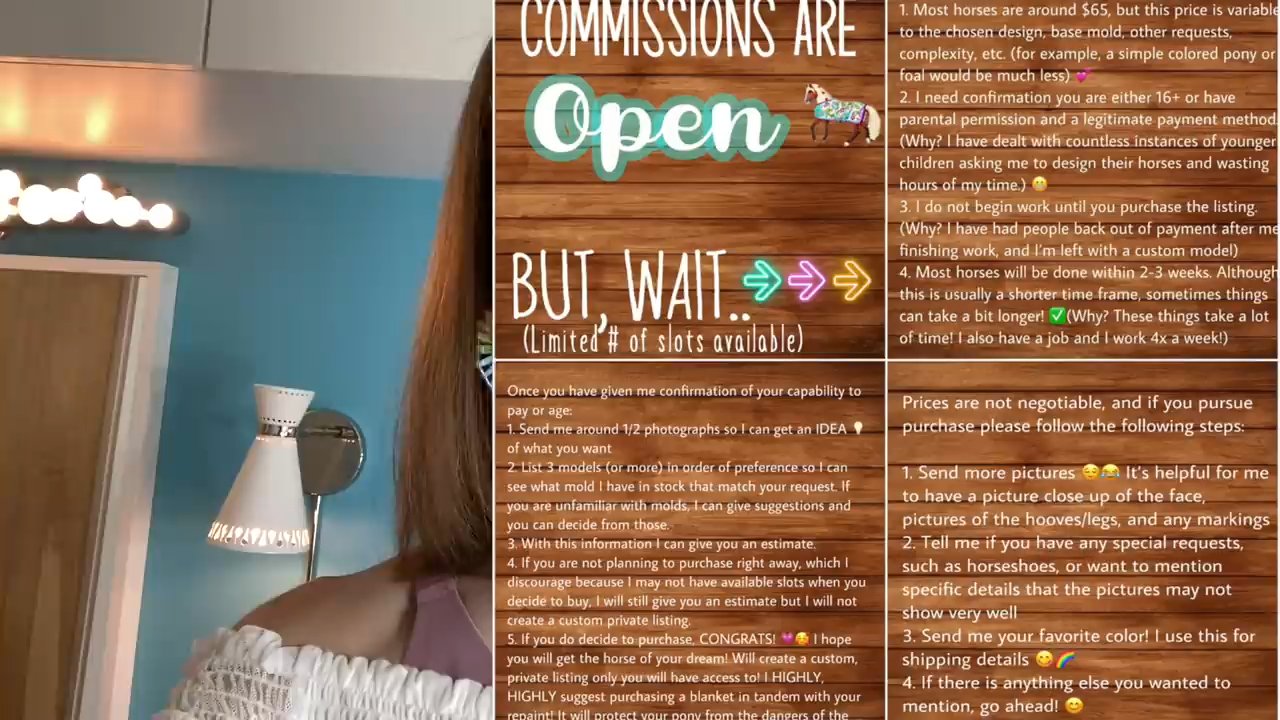 COMMISSIONS ARE
Open
BUT, WAIT..
(Limited # of slots available)
1. Most horses are around $65, but this price is variable
to the chosen design, base mold, other requests,
complexity, etc. (for example, a simple colored pony or
foal would be much less) 💕
2. I need confirmation you are either 16+ or have
parental permission and a legitimate payment method.
(Why? I have dealt with countless instances of younger
children asking me to design their horses and wasting
hours of my time.) 😬
3. I do not begin work until you purchase the listing.
(Why? I have had people back out of payment after me
finishing work, and I'm left with a custom model)
4. Most horses will be done within 2-3 weeks. Although
this is usually a shorter time frame, sometimes things
can take a bit longer! ✅(Why? These things take a lot
of time! I also have a job and I work 4x a week!)
Once you have given me confirmation of your capability to
pay or age:
1. Send me around 1/2 photographs so I can get an IDEA 💡
of what you want
2. List 3 models (or more) in order of preference so I can
see what mold I have in stock that match your request. If
you are unfamiliar with molds, I can give suggestions and
you can decide from those.
3. With this information I can give you an estimate.
4. If you are not planning to purchase right away, which I
discourage because I may not have available slots when you
decide to buy, I will still give you an estimate but I will not
create a custom private listing.
5. If you do decide to purchase, CONGRATS! 💗🥰 I hope
you will get the horse of your dream! Will create a custom,
private listing only you will have access to! I HIGHLY,
HIGHLY suggest purchasing a blanket in tandem with your
repaint! It will protect your pony from the dangers of the
Prices are not negotiable, and if you pursue
purchase please follow the following steps:
1. Send more pictures 😌😂 It's helpful for me
to have a picture close up of the face,
pictures of the hooves/legs, and any markings
2. Tell me if you have any special requests,
such as horseshoes, or want to mention
specific details that the pictures may not
show very well
3. Send me your favorite color! I use this for
shipping details 😋🌈
4. If there is anything else you wanted to
mention, go ahead! 😊